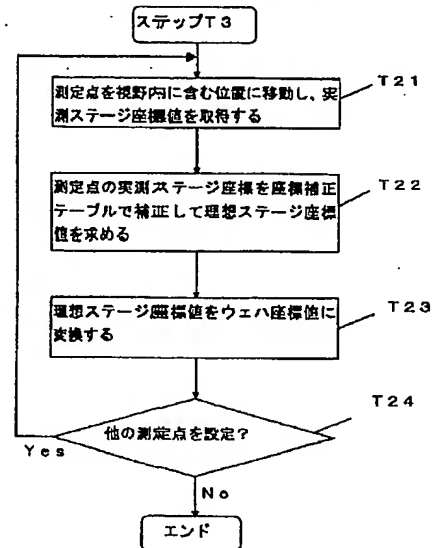 ステップT3
測定点を視野内に含む位置に移動し、実
測ステージ座標値を取得する
T21
測定点の実測ステージ座標を座標補正
テーブルで補正して理想ステージ座標
値を求める
T22
理想ステージ座標値をウェハ座標値に
変換する
T23
他の測定点を設定?
T24
Yes
No
エンド